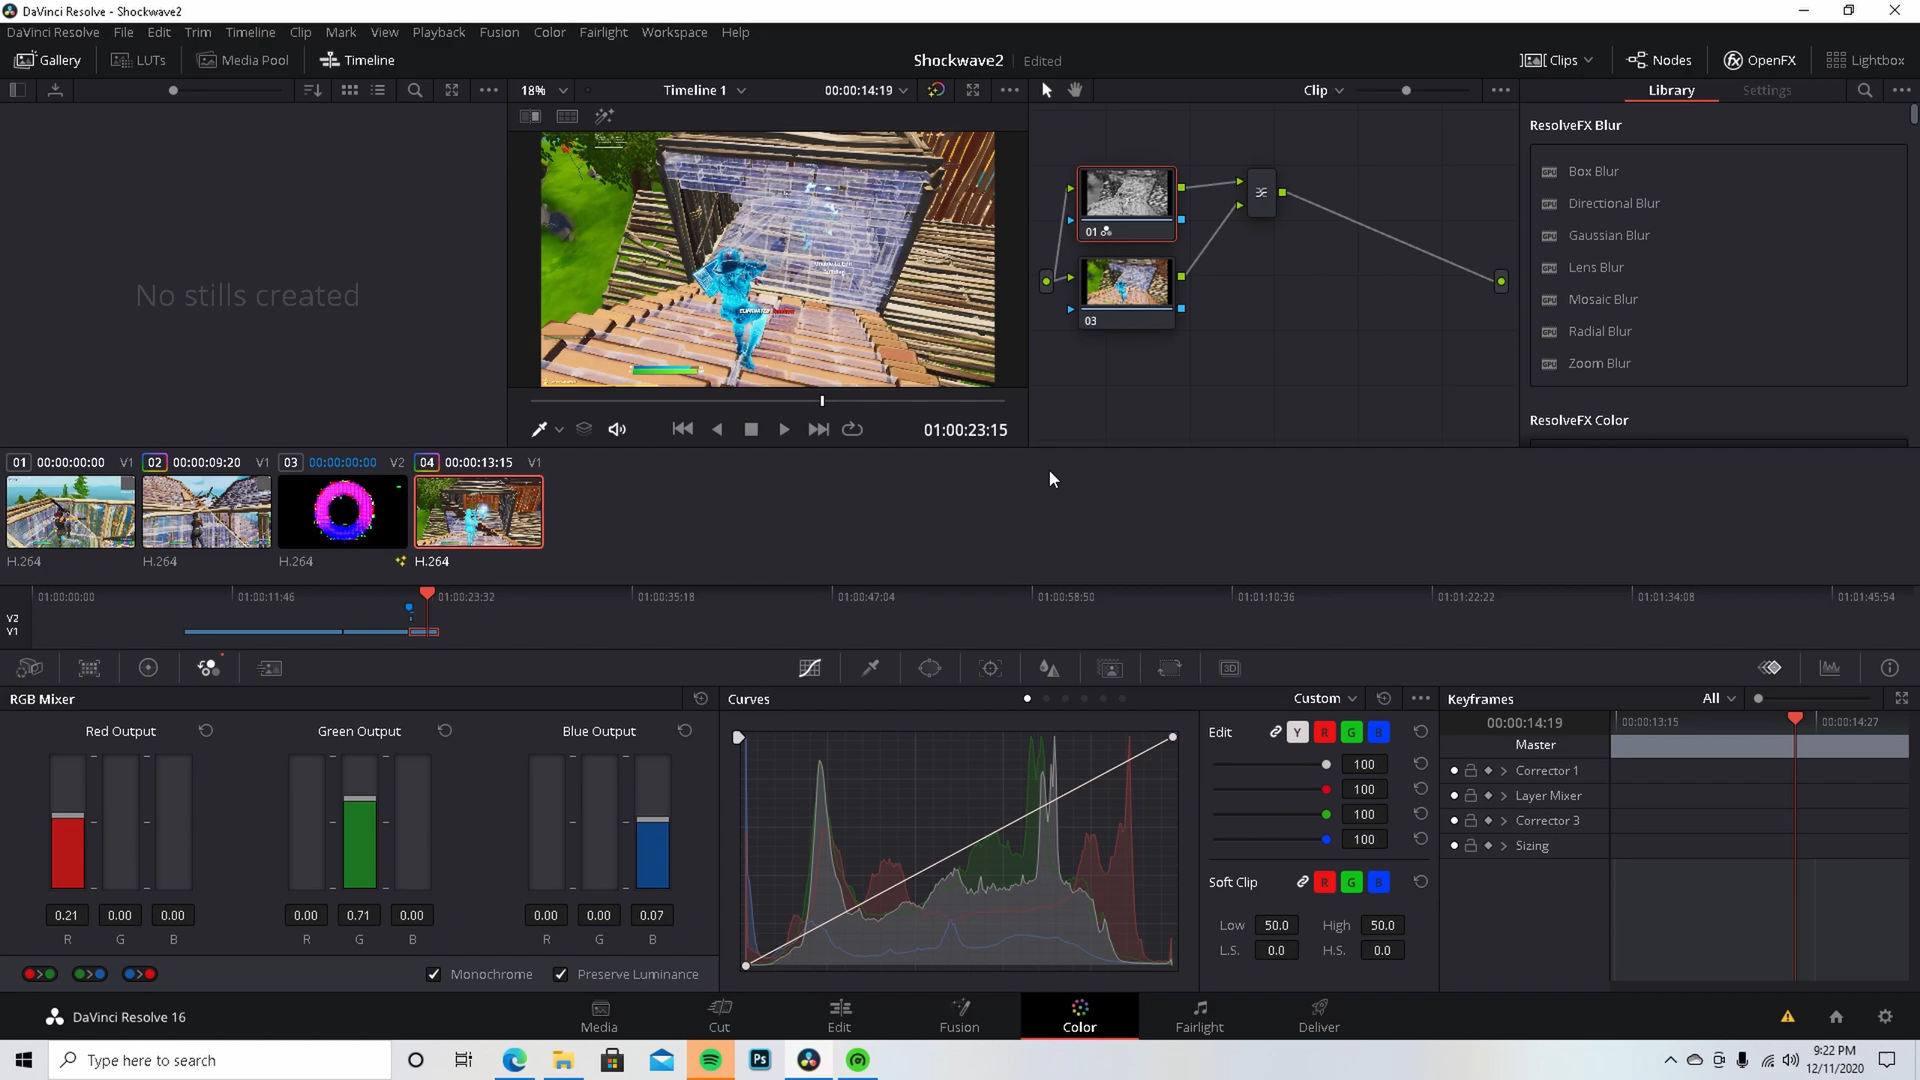 DaVinci Resolve - Shockwave2
DaVinci Resolve File Edit Trim Timeline Clip Mark View Playback Fusion Color Fairlight Workspace Help
Gallery LUTs Media Pool Timeline Shockwave2 Edited Clips Nodes OpenFX Lightbox
18% Timeline 1 00:00:14:19 Clip Library Settings
ResolveFX Blur
Box Blur
Directional Blur
Gaussian Blur
Lens Blur
Mosaic Blur
Radial Blur
Zoom Blur
ResolveFX Color
01
03
No stills created
ELIMINATED
01:00:23:15
01 00:00:00:00 V1 02 00:00:09:20 V1 03 00:00:00:00 V2 04 00:00:13:15 V1
H.264 H.264 H.264 H.264
01:00:00:00 01:00:11:46 01:00:23:32 01:00:35:18 01:00:47:04 01:00:58:50 01:01:10:36 01:01:22:22 01:01:34:08 01:01:45:54
V2
V1
3D
RGB Mixer Curves Custom Keyframes All
Red Output Green Output Blue Output
0.21 0.00 0.00 0.00 0.71 0.00 0.00 0.00 0.07
R G B R G B R G B
Monochrome Preserve Luminance
Edit Y R G B
100
100
100
100
Soft Clip R G B
Low 50.0 High 50.0
L.S. 0.0 H.S. 0.0
00:00:14:19 00:00:13:15 00:00:14:27
Master
Corrector 1
Layer Mixer
Corrector 3
Sizing
DaVinci Resolve 16 Media Cut Edit Fusion Color Fairlight Deliver
Type here to search
Ps
9:22 PM
12/11/2020